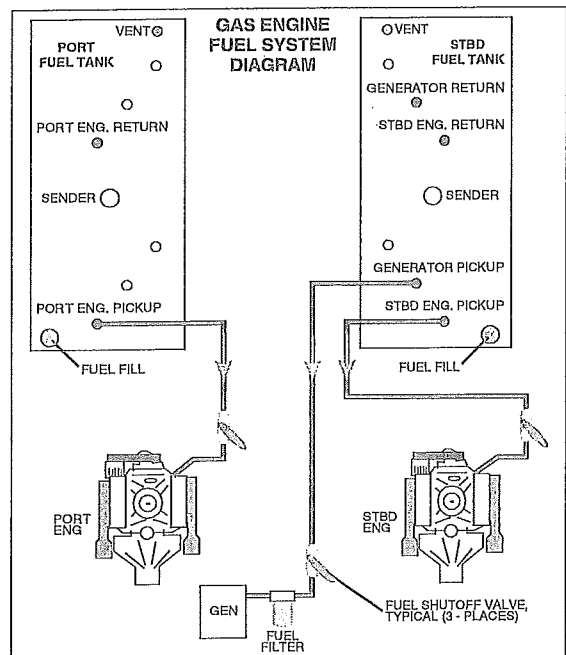 GAS ENGINE
FUEL SYSTEM
DIAGRAM
VENT
PORT
FUEL TANK
PORT ENG. RETURN
SENDER
PORT ENG. PICKUP
FUEL FILL
VENT
STBD
FUEL TANK
GENERATOR RETURN
STBD ENG. RETURN
SENDER
GENERATOR PICKUP
STBD ENG. PICKUP
FUEL FILL
PORT
ENG
STBD
ENG
GEN
FUEL
FILTER
FUEL SHUTOFF VALVE,
TYPICAL (3 - PLACES)